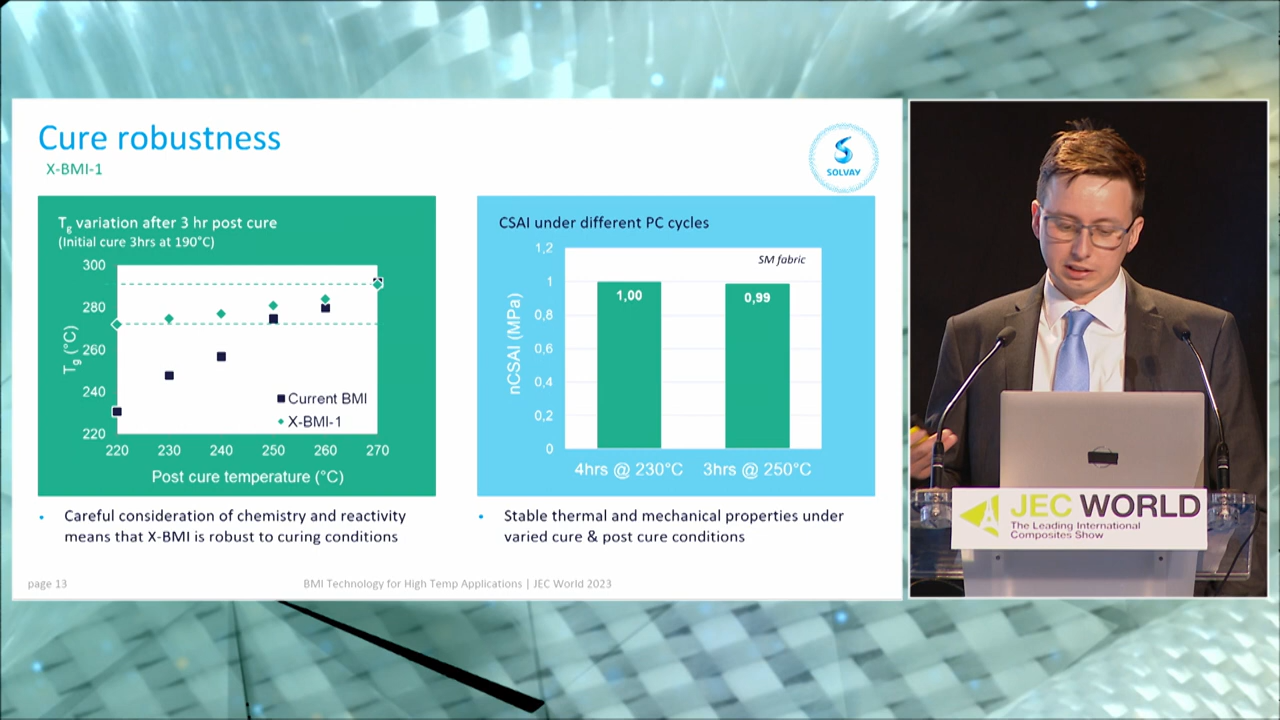 Cure robustness
X-BMI-1
SOLVAY
Tg variation after 3 hr post cure
(Initial cure 3hrs at 190°C)
300
280
260
240
220
Tg (°C)
Current BMI
X-BMI-1
220 230 240 250 260 270
Post cure temperature (°C)
CSAI under different PC cycles
1,2
1
0,8
0,6
0,4
0,2
0
nCSAI (MPa)
5M fabric
1,00
0,99
4hrs @ 230°C 3hrs @ 250°C
• Careful consideration of chemistry and reactivity
means that X-BMI is robust to curing conditions
• Stable thermal and mechanical properties under
varied cure & post cure conditions
page 13
BMI Technology for High Temp Applications | JEC World 2023
JEC WORLD
The Leading International
Composites Show